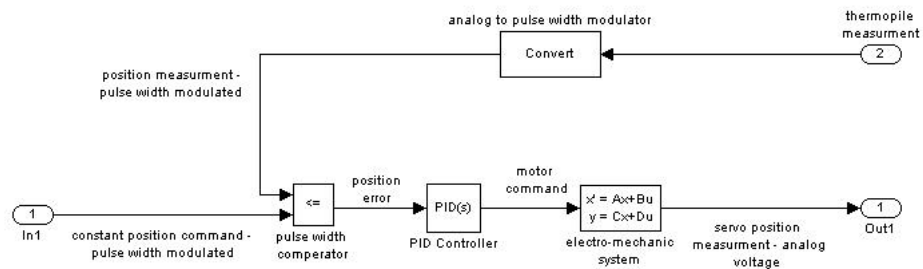 analog to pulse width modulator
thermopile
measurment
Convert
2
position measurment -
pulse width modulated
position
error
motor
command
1
In1
<=
PID(s)
x' = Ax+Bu
y = Cx+Du
1
Out1
constant position command -
pulse width modulated
pulse width
comperator
PID Controller
electro-mechanic
system
servo position
measurment - analog
voltage